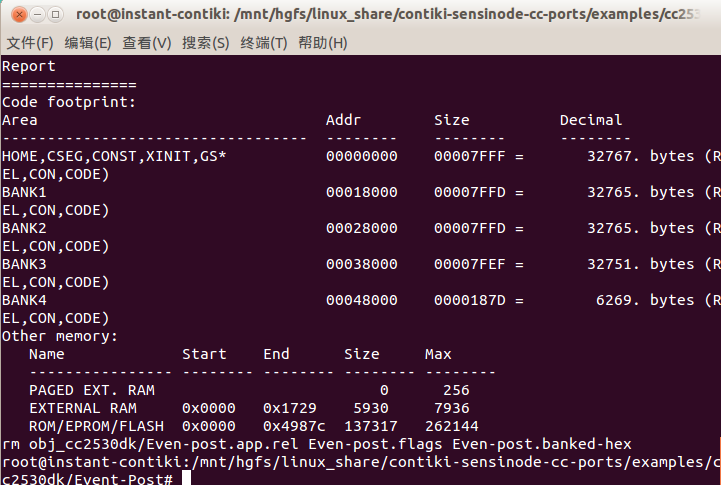 root@instant-contiki: /mnt/hgfs/linux_share/contiki-sensinode-cc-ports/examples/cc253
文件(F) 编辑(E) 查看(V) 搜索(S) 终端(T) 帮助(H)
Report
===============
Code footprint:
Area Addr Size Decimal
---------------------------------- -------- -------- --------
HOME,CSEG,CONST,XINIT,GS* 00000000 00007FFF = 32767. bytes (R
EL,CON,CODE)
BANK1 00018000 00007FFD = 32765. bytes (R
EL,CON,CODE)
BANK2 00028000 00007FFD = 32765. bytes (R
EL,CON,CODE)
BANK3 00038000 00007FEF = 32751. bytes (R
EL,CON,CODE)
BANK4 00048000 0000187D = 6269. bytes (R
EL,CON,CODE)
Other memory:
Name Start End Size Max
---------------- -------- -------- -------- --------
PAGED EXT. RAM 0 256
EXTERNAL RAM 0x0000 0x1729 5930 7936
ROM/EPROM/FLASH 0x0000 0x4987c 137317 262144
rm obj_cc2530dk/Even-post.app.rel Even-post.flags Even-post.banked-hex
root@instant-contiki:/mnt/hgfs/linux_share/contiki-sensinode-cc-ports/examples/c
c2530dk/Event-Post#